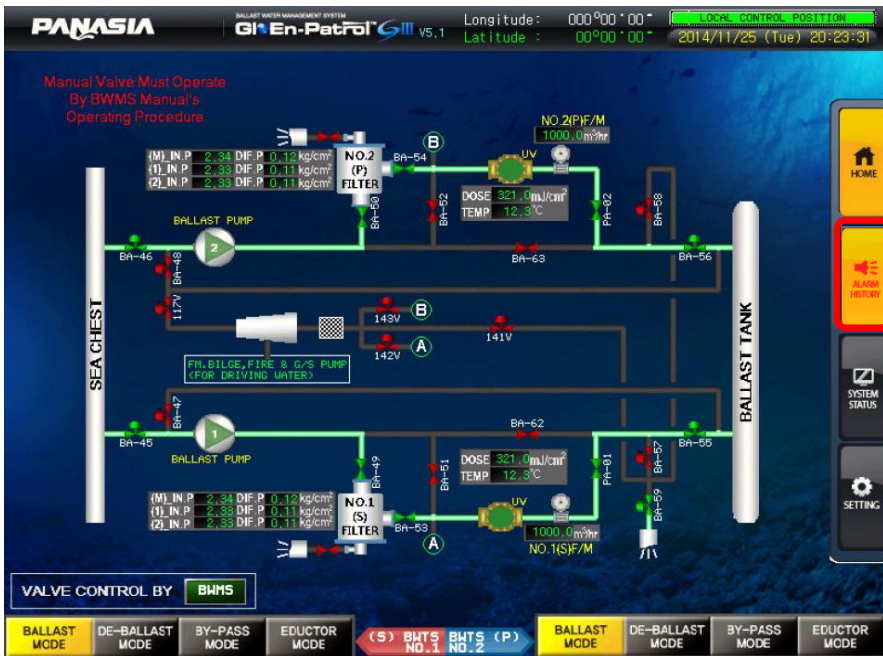 PANASIA
BALLAST WATER MANAGEMENT SYSTEM
GloEn-Patrol™ GIII V5.1
Longitude: 000º00'00"
Latitude : 00º00'00"
LOCAL CONTROL POSITION
2014/11/25 (Tue) 20:23:31
Manual Valve Must Operate
By BWMS Manual's
Operating Procedure.
(M)_IN.P 2.34 DIF.P 0.12 kg/cm²
(1)_IN.P 2.33 DIF.P 0.11 kg/cm²
(2)_IN.P 2.33 DIF.P 0.11 kg/cm²
NO.2
(P)
FILTER
BA-54
B
UV
NO.2(P)F/M
1000.0m³/hr
BA-50
BA-52
DOSE 321.0mJ/cm²
TEMP 12.3℃
PA-02
BA-58
BALLAST PUMP
2
BA-46
BA-48
BA-63
BA-56
117V
143V
B
142V
A
141V
FM.BILGE,FIRE & G/S PUMP
(FOR DRIVING WATER)
SEA CHEST
BALLAST TANK
BA-47
BA-45
1
BALLAST PUMP
BA-62
BA-55
BA-49
BA-51
DOSE 321.0mJ/cm²
TEMP 12.3℃
PA-01
BA-57
BA-59
(M)_IN.P 2.34 DIF.P 0.12 kg/cm²
(1)_IN.P 2.33 DIF.P 0.11 kg/cm²
(2)_IN.P 2.33 DIF.P 0.11 kg/cm²
NO.1
(S)
FILTER
BA-53
A
UV
1000.0m³/hr
NO.1(S)F/M
HOME
ALARM
HISTORY
SYSTEM
STATUS
SETTING
VALVE CONTROL BY BWMS
BALLAST
MODE
DE-BALLAST
MODE
BY-PASS
MODE
EDUCTOR
MODE
(S) BWTS
NO.1
BWTS (P)
NO.2
BALLAST
MODE
DE-BALLAST
MODE
BY-PASS
MODE
EDUCTOR
MODE